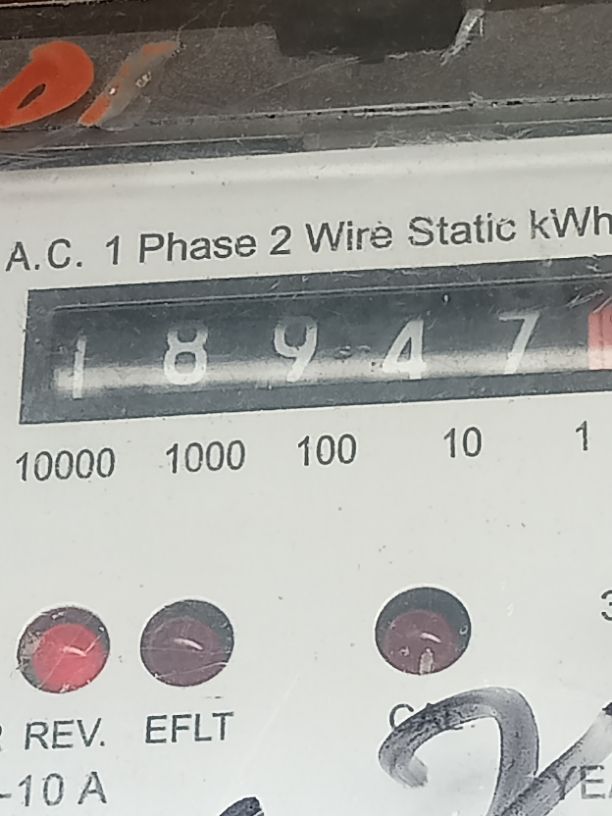 A.C. 1 Phase 2 Wire Static kWh
1 8 9 4 7
10000 1000 100 10 1
REV. EFLT CAL.
-10 A